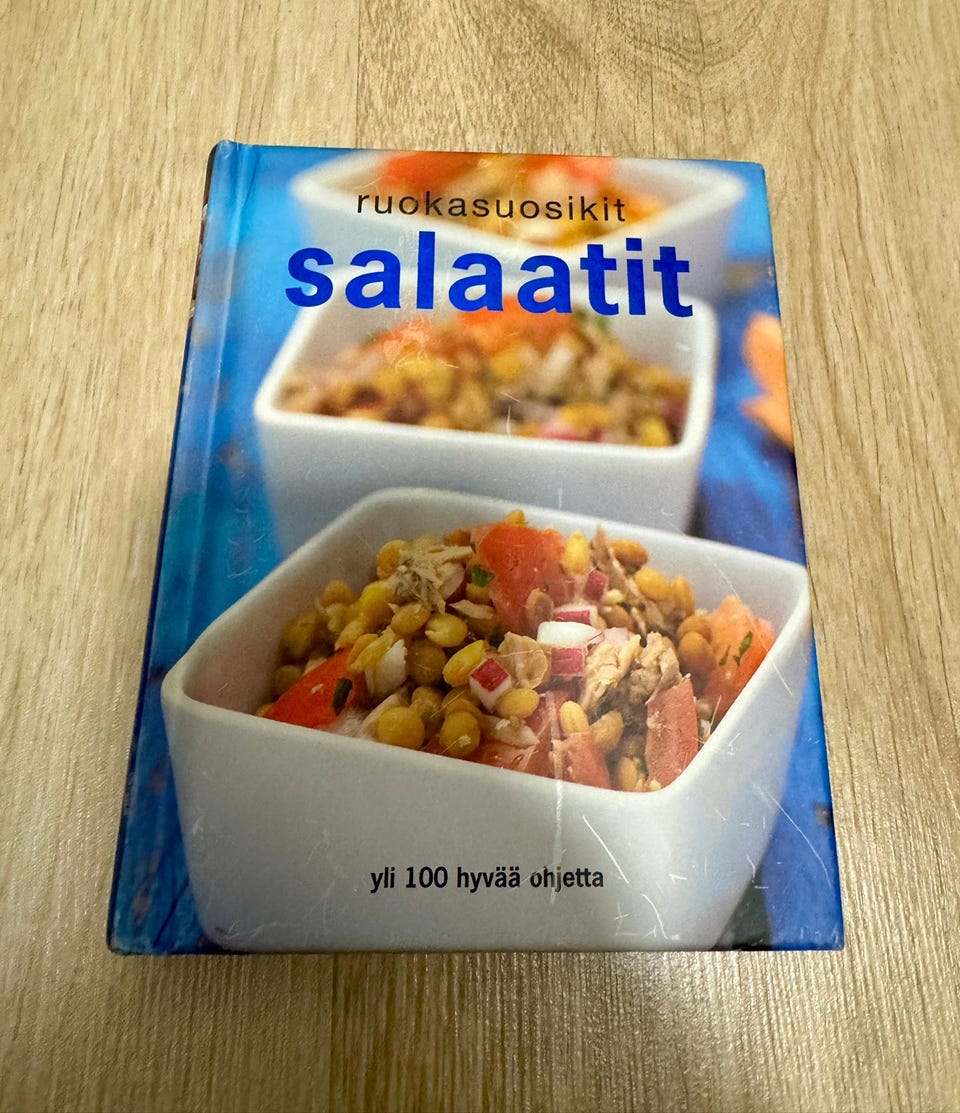 ruokasuosikit
salaatit
yli 100 hyvää ohjetta